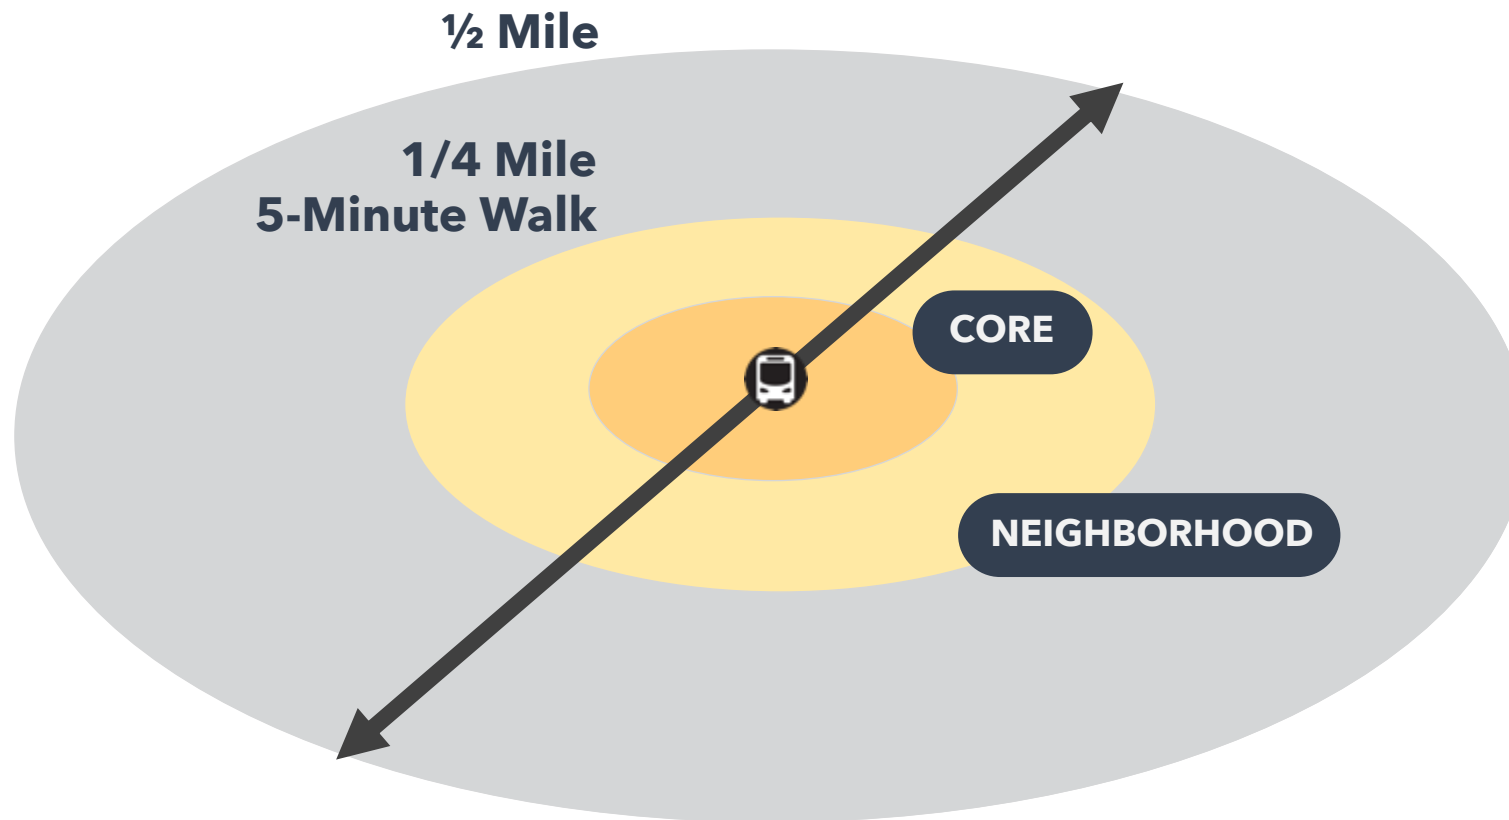 ½ Mile
1/4 Mile
5-Minute Walk
CORE
NEIGHBORHOOD